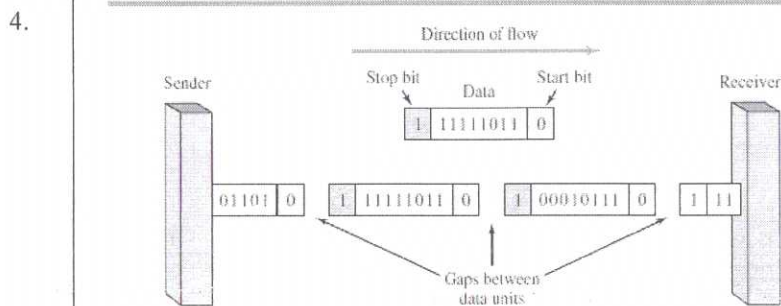 4.
Direction of flow
Stop bit Start bit
Sender Data Receiver
1 11111011 0
01101 0 1 11111011 0 1 00010111 0 1 11
Gaps between
data units